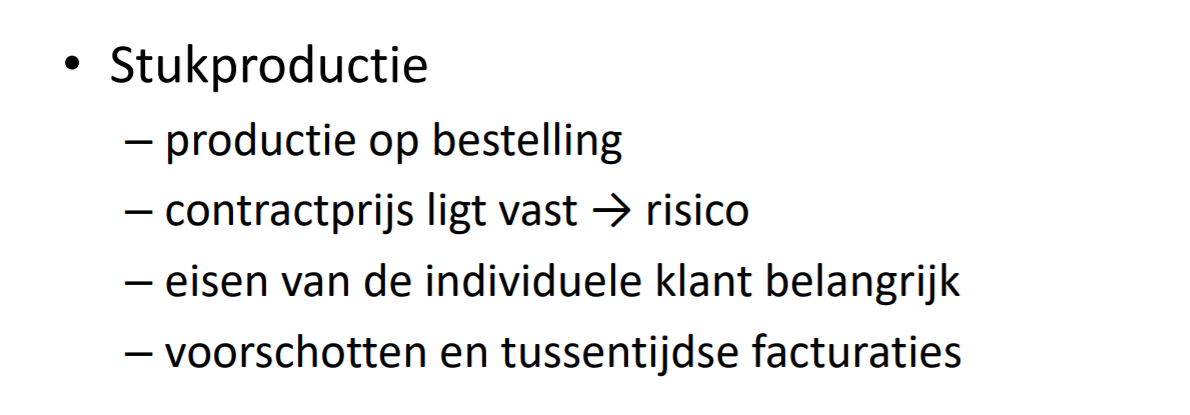 • Stukproductie
– productie op bestelling
– contractprijs ligt vast → risico
– eisen van de individuele klant belangrijk
– voorschotten en tussentijdse facturaties